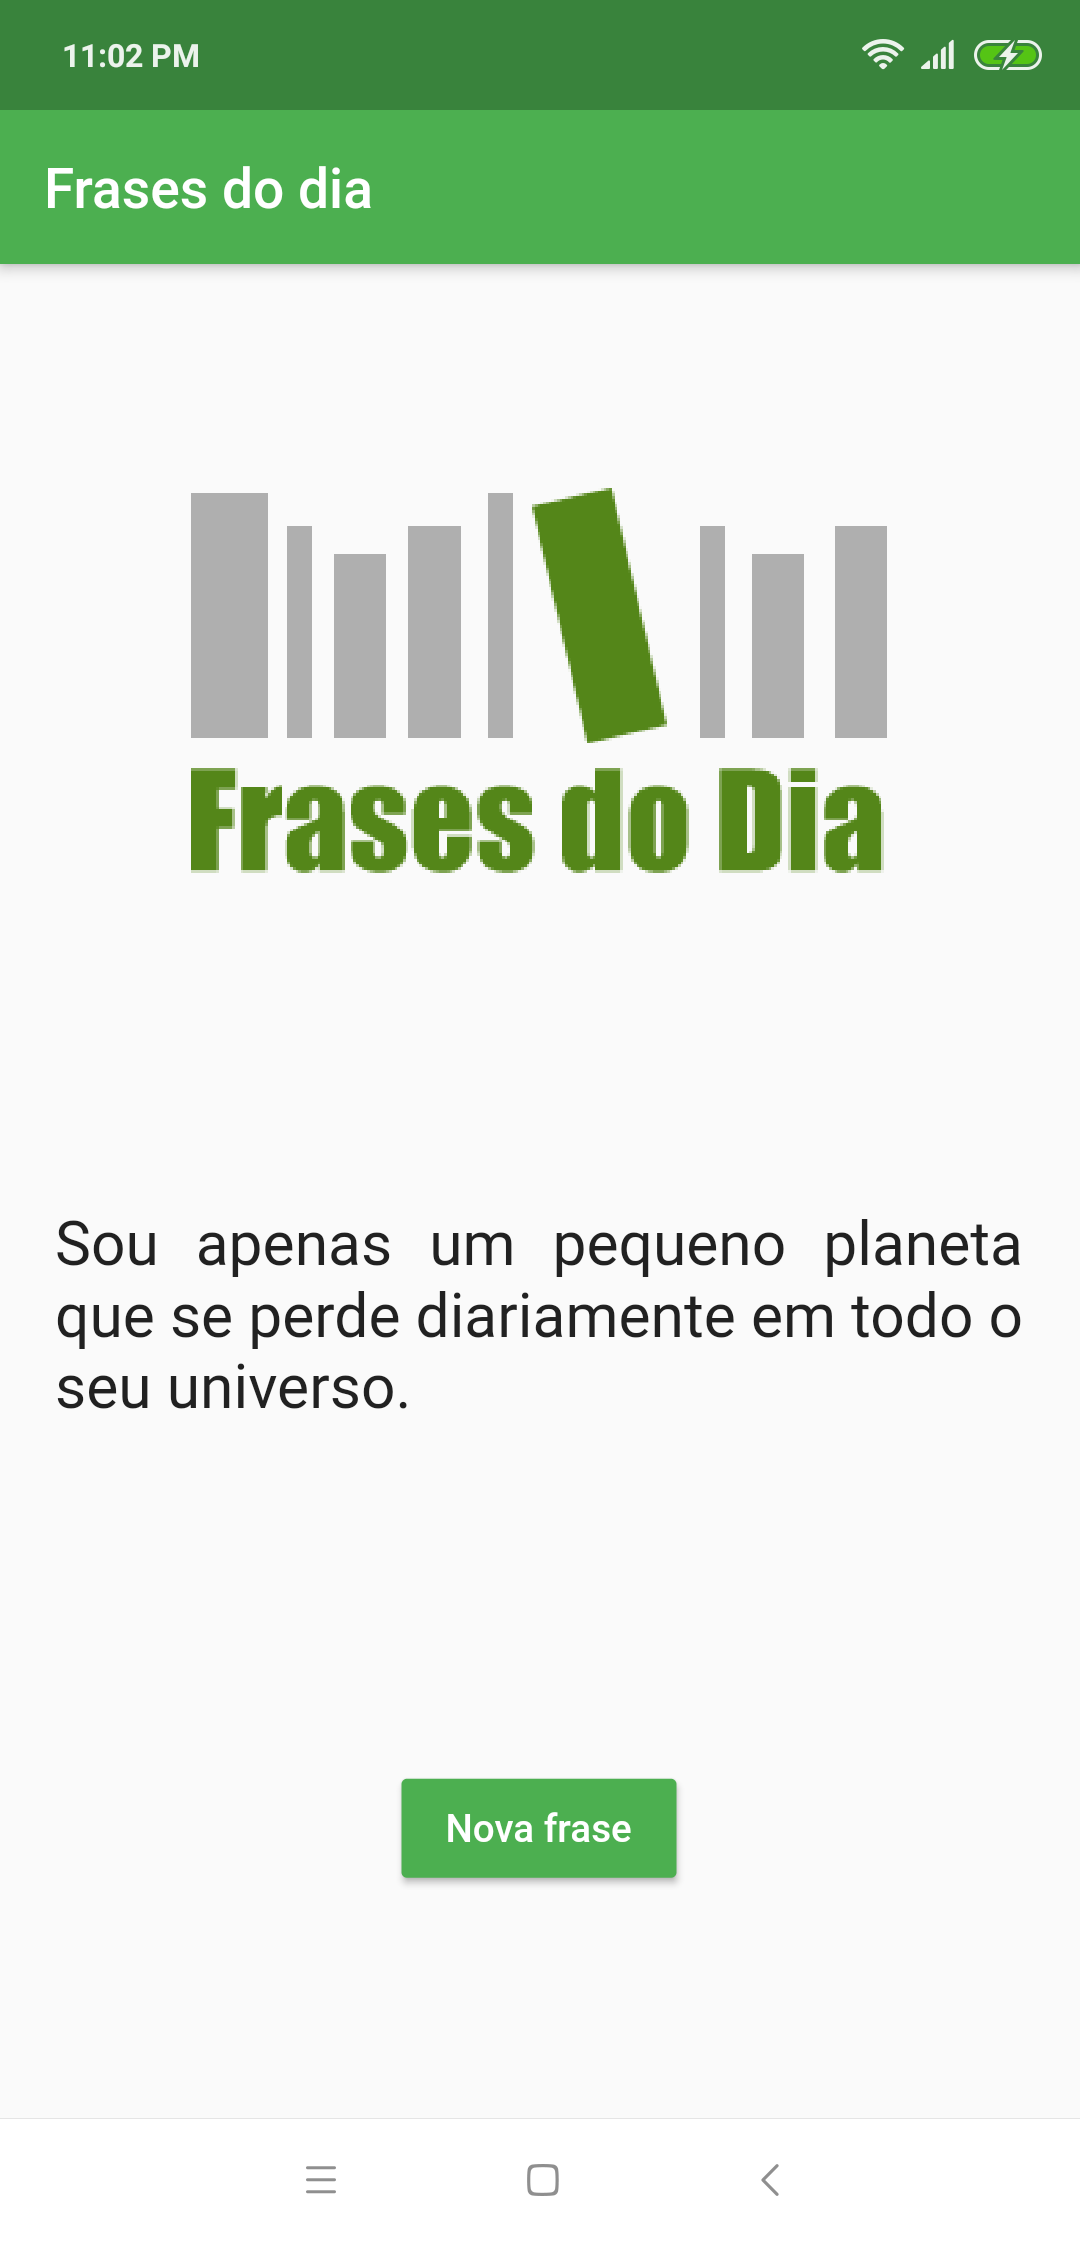 11:02 PM
Frases do dia
Frases do Dia
Sou apenas um pequeno planeta
que se perde diariamente em todo o
seu universo.
Nova frase